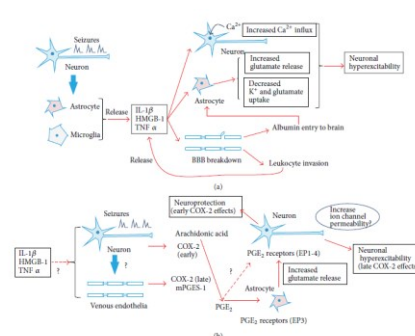 Seizures
Neuron
Astrocyte
Microglia
Release
IL-1β
HMGB-1
TNF α
Ca²⁺
Increased Ca²⁺ influx
Neuron
Increased
glutamate release
Decreased
K⁺ and glutamate
uptake
Astrocyte
Neuronal
hyperexcitability
Albumin entry to brain
BBB breakdown
Leukocyte invasion
Release
(a)
Neuroprotection
(early COX-2 effects)
Neuron
Increase
ion channel
permeability?
Seizures
Arachidonic acid
COX-2
(early)
PGE₂ receptors (EP1-4)
Neuronal
hyperexcitability
(late COX-2 effects)
IL-1β
HMGB-1
TNF α
?
Neuron
?
COX-2 (late)
mPGES-1
?
Increased
glutamate release
Astrocyte
Venous endothelia
PGE₂
PGE₂ receptors (EP3)
(b)